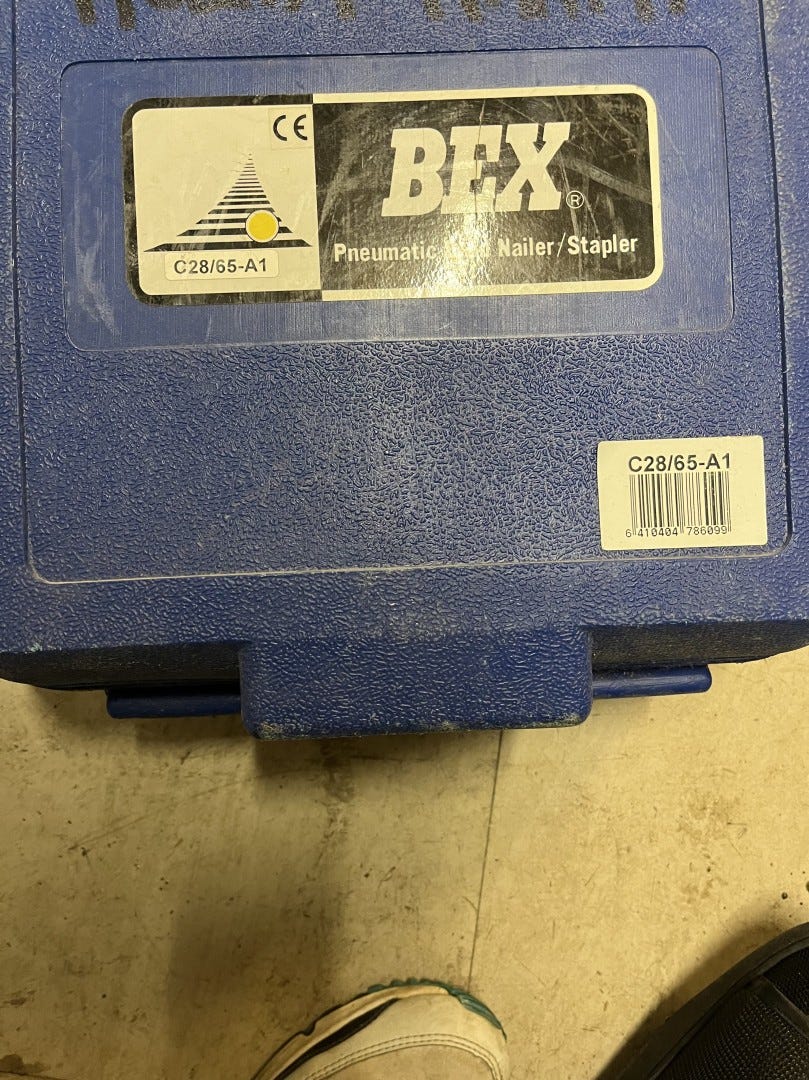 CE
BEX®
Pneumatic Nailer/Stapler
C28/65-A1
C28/65-A1
6 410404 786099